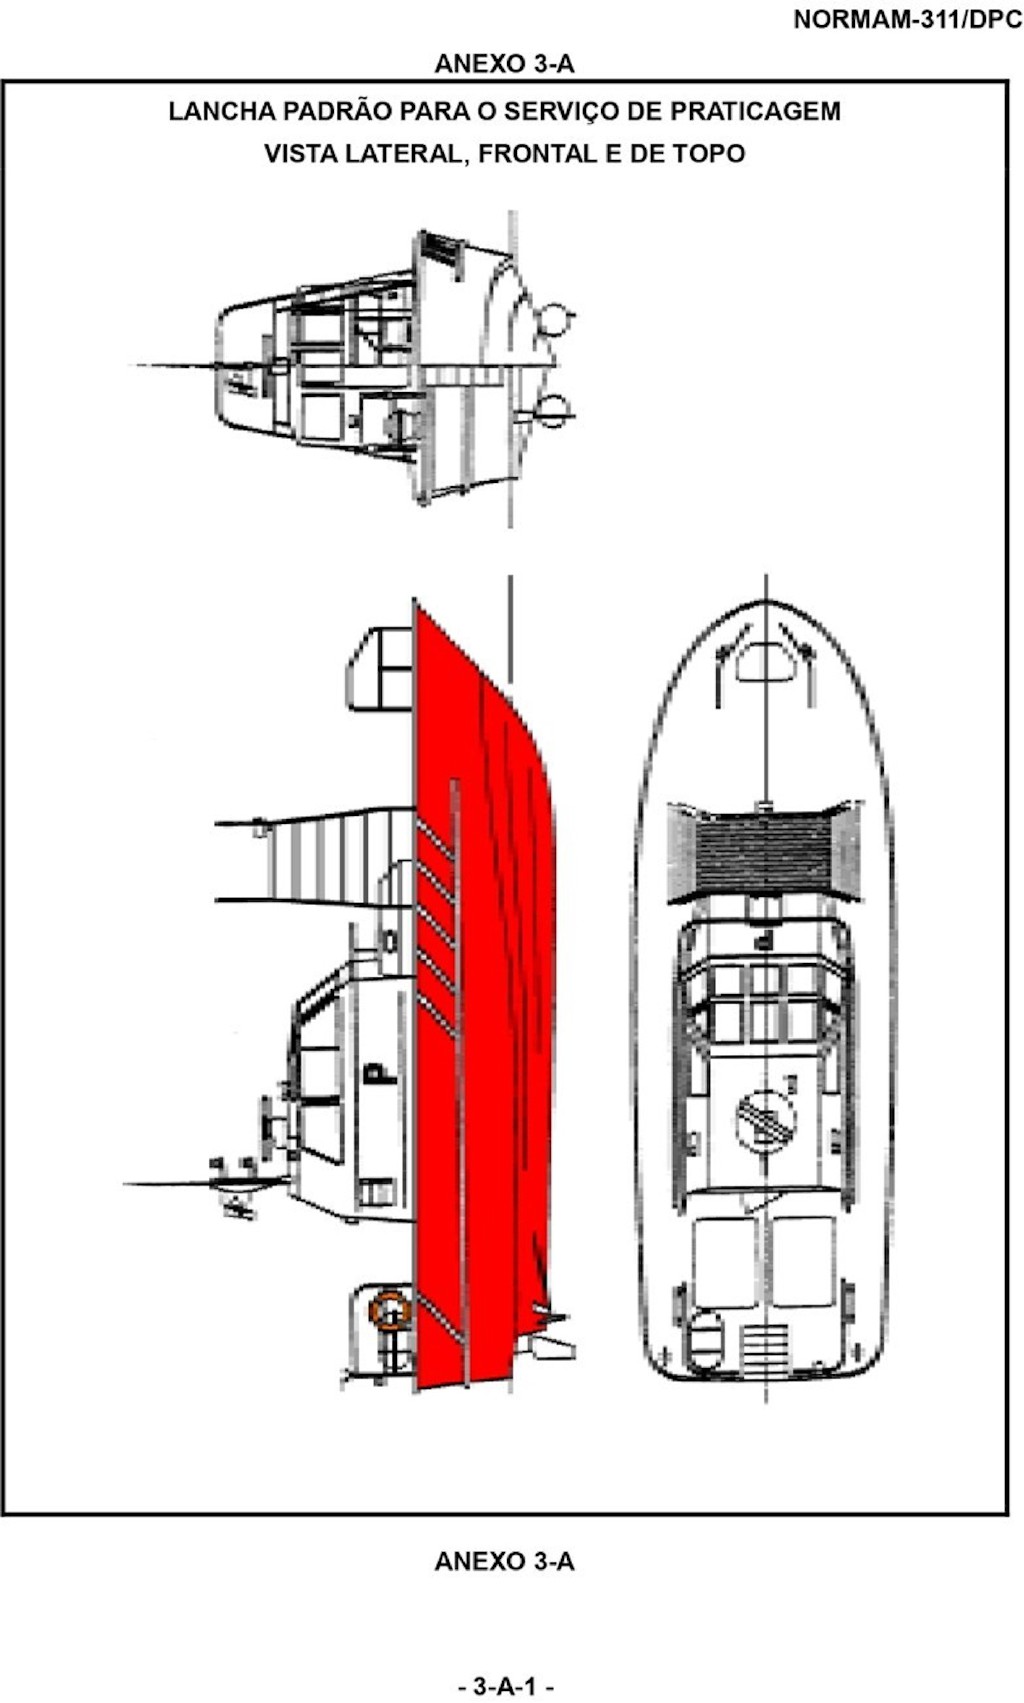 NORMAM-311/DPC
ANEXO 3-A
LANCHA PADRÃO PARA O SERVIÇO DE PRATICAGEM
VISTA LATERAL, FRONTAL E DE TOPO
P
P
ANEXO 3-A
- 3-A-1 -